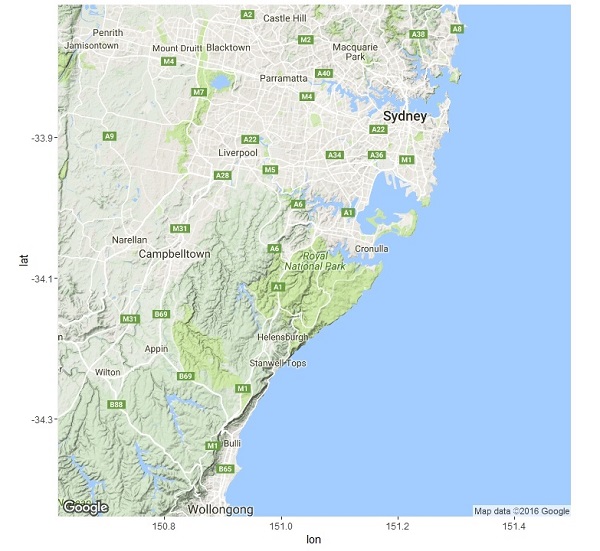 A2
Castle Hill
A8
Penrith
A38
Jamisontown
Mount Druitt
Blacktown
M2
Macquarie
Park
M4
A40
Parramatta
M7
M4
Sydney
-33.9
A9
A22
A22
Liverpool
A34
A36
M1
M5
A28
A6
A1
M31
Narellan
Campbelltown
A6
Cronulla
Royal
National Park
lat
-34.1
A1
M31
B69
Helensburgh
Appin
Stanwell Tops
Wilton
B69
M1
B88
-34.3
M1
Bulli
B65
Google
Wollongong
Map data ©2016 Google
150.8
151.0
151.2
151.4
lon